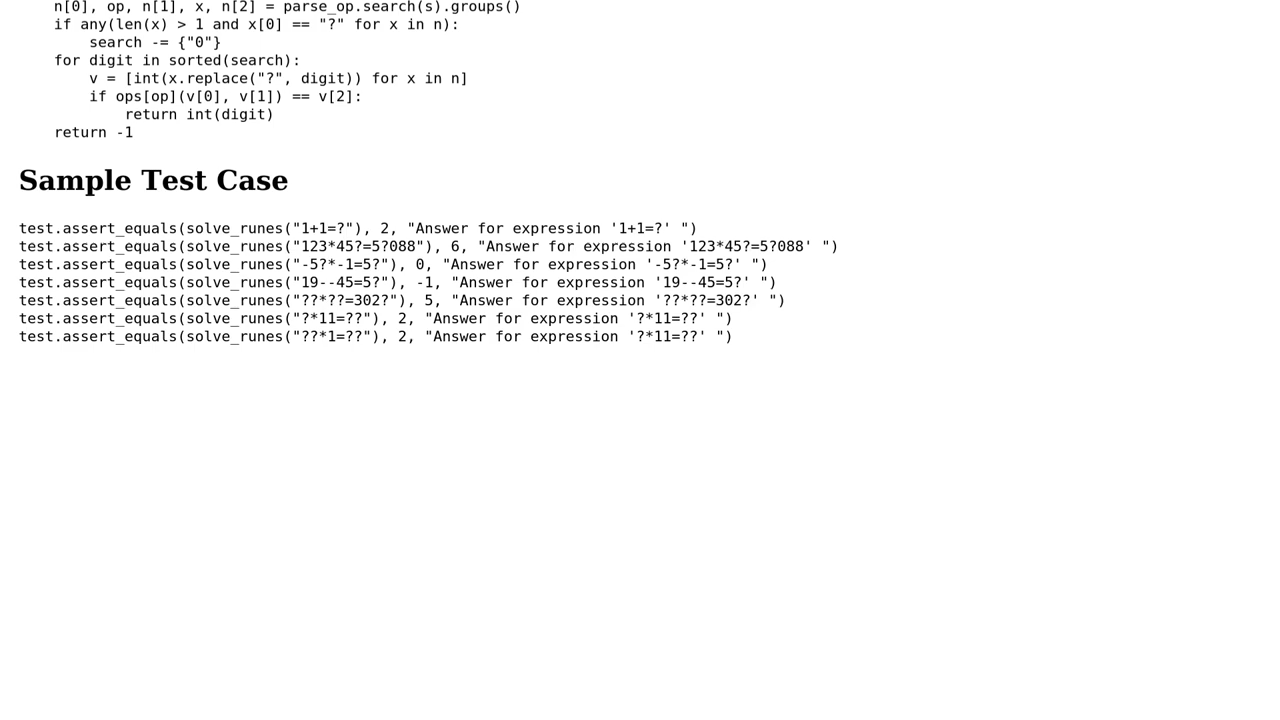 n[0], op, n[1], x, n[2] = parse_op.search(s).groups()
if any(len(x) > 1 and x[0] == "?" for x in n):
search -= {"0"}
for digit in sorted(search):
v = [int(x.replace("?", digit)) for x in n]
if ops[op](v[0], v[1]) == v[2]:
return int(digit)
return -1
Sample Test Case
test.assert_equals(solve_runes("1+1=?"), 2, "Answer for expression '1+1=?' ")
test.assert_equals(solve_runes("123*45?=5?088"), 6, "Answer for expression '123*45?=5?088' ")
test.assert_equals(solve_runes("-5?*-1=5?"), 0, "Answer for expression '-5?*-1=5?' ")
test.assert_equals(solve_runes("19--45=5?"), -1, "Answer for expression '19--45=5?' ")
test.assert_equals(solve_runes("??*??=302?"), 5, "Answer for expression '??*??=302?' ")
test.assert_equals(solve_runes("?*11=??"), 2, "Answer for expression '?*11=??' ")
test.assert_equals(solve_runes("??*1=??"), 2, "Answer for expression '?*11=??' ")